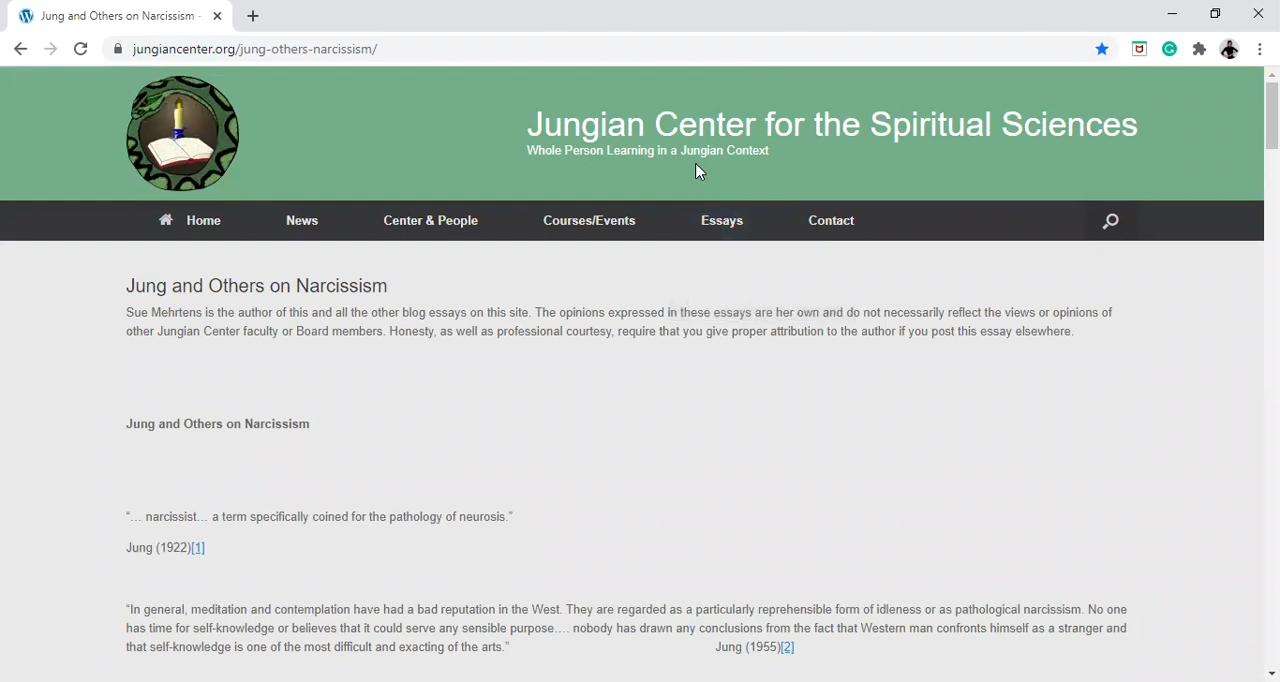 Jung and Others on Narcissism -
jungiancenter.org/jung-others-narcissism/
Jungian Center for the Spiritual Sciences
Whole Person Learning in a Jungian Context
Home News Center & People Courses/Events Essays Contact
Jung and Others on Narcissism
Sue Mehrtens is the author of this and all the other blog essays on this site. The opinions expressed in these essays are her own and do not necessarily reflect the views or opinions of
other Jungian Center faculty or Board members. Honesty, as well as professional courtesy, require that you give proper attribution to the author if you post this essay elsewhere.
Jung and Others on Narcissism
“… narcissist… a term specifically coined for the pathology of neurosis.”
Jung (1922)[1]
“In general, meditation and contemplation have had a bad reputation in the West. They are regarded as a particularly reprehensible form of idleness or as pathological narcissism. No one
has time for self-knowledge or believes that it could serve any sensible purpose…. nobody has drawn any conclusions from the fact that Western man confronts himself as a stranger and
that self-knowledge is one of the most difficult and exacting of the arts.” Jung (1955)[2]